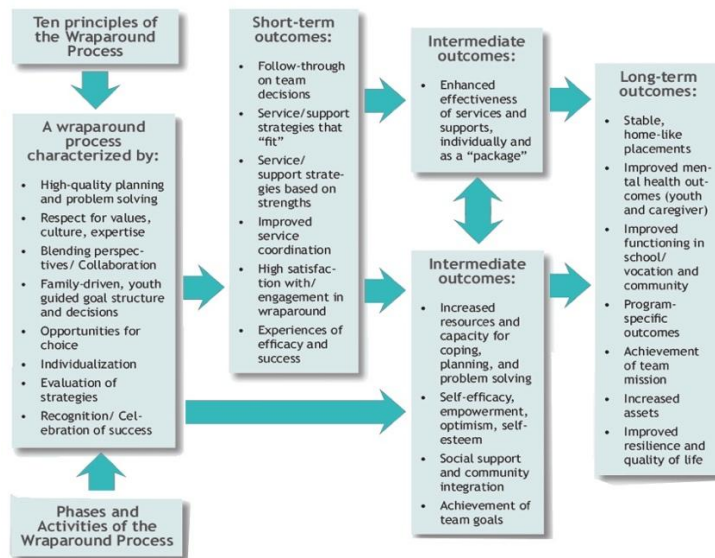 Ten principles of
the Wraparound
Process
A wraparound
process
characterized by:
• High-quality planning
and problem solving
• Respect for values,
culture, expertise
• Blending perspec-
tives/ Collaboration
• Family-driven, youth
guided goal structure
and decisions
• Opportunities for
choice
• Individualization
• Evaluation of
strategies
• Recognition/ Cel-
ebration of success
Phases and
Activities of the
Wraparound Process
Short-term
outcomes:
• Follow-through
on team
decisions
• Service/support
strategies that
“fit”
• Service/
support strate-
gies based on
strengths
• Improved
service
coordination
• High satisfac-
tion with/
engagement in
wraparound
• Experiences of
efficacy and
success
Intermediate
outcomes:
• Enhanced
effectiveness
of services and
supports,
individually and
as a “package”
Intermediate
outcomes:
• Increased
resources and
capacity for
coping,
planning, and
problem solving
• Self-efficacy,
empowerment,
optimism, self-
esteem
• Social support
and community
integration
• Achievement of
team goals
Long-term
outcomes:
• Stable,
home-like
placements
• Improved men-
tal health out-
comes (youth
and caregiver)
• Improved
functioning in
school/
vocation and
community
• Program-
specific
outcomes
• Achievement
of team
mission
• Increased
assets
• Improved
resilience and
quality of life